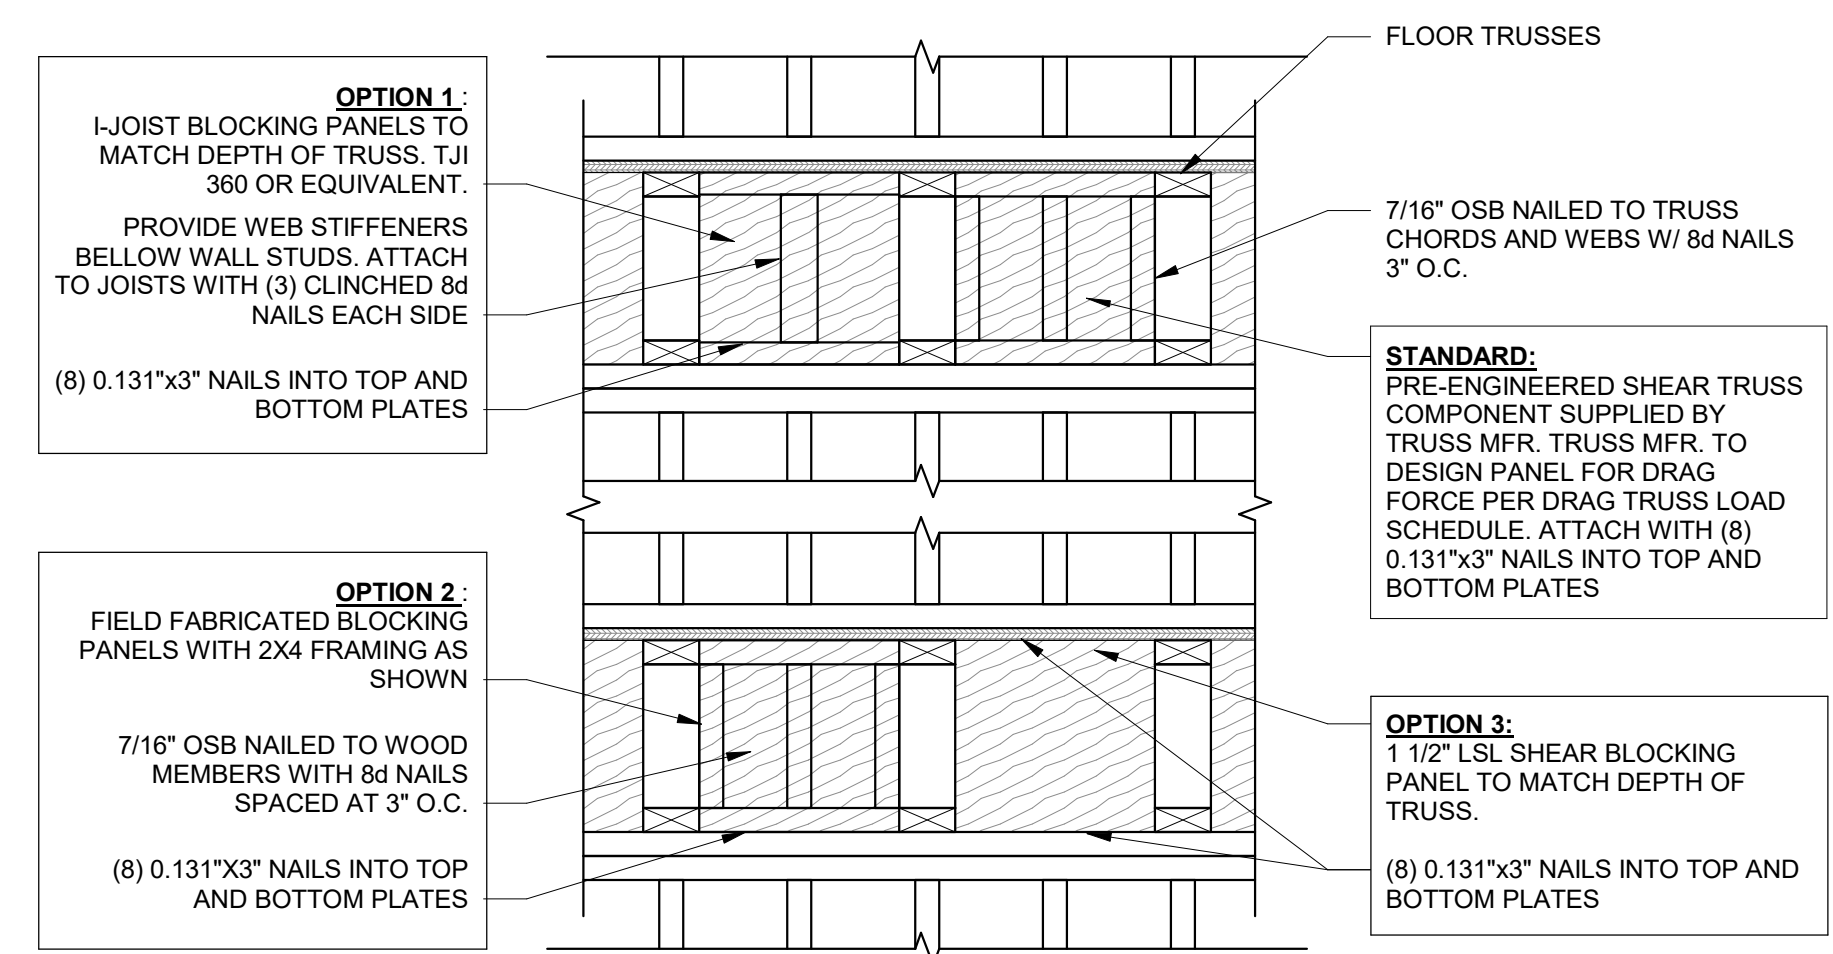 OPTION 1 :
I-JOIST BLOCKING PANELS TO
MATCH DEPTH OF TRUSS. TJI
360 OR EQUIVALENT.
PROVIDE WEB STIFFENERS
BELLOW WALL STUDS. ATTACH
TO JOISTS WITH (3) CLINCHED 8d
NAILS EACH SIDE
(8) 0.131"x3" NAILS INTO TOP AND
BOTTOM PLATES
FLOOR TRUSSES
7/16" OSB NAILED TO TRUSS
CHORDS AND WEBS W/ 8d NAILS
3" O.C.
STANDARD:
PRE-ENGINEERED SHEAR TRUSS
COMPONENT SUPPLIED BY
TRUSS MFR. TRUSS MFR. TO
DESIGN PANEL FOR DRAG
FORCE PER DRAG TRUSS LOAD
SCHEDULE. ATTACH WITH (8)
0.131"x3" NAILS INTO TOP AND
BOTTOM PLATES
OPTION 2 :
FIELD FABRICATED BLOCKING
PANELS WITH 2X4 FRAMING AS
SHOWN
7/16" OSB NAILED TO WOOD
MEMBERS WITH 8d NAILS
SPACED AT 3" O.C.
(8) 0.131"X3" NAILS INTO TOP
AND BOTTOM PLATES
OPTION 3:
1 1/2" LSL SHEAR BLOCKING
PANEL TO MATCH DEPTH OF
TRUSS.
(8) 0.131"x3" NAILS INTO TOP AND
BOTTOM PLATES